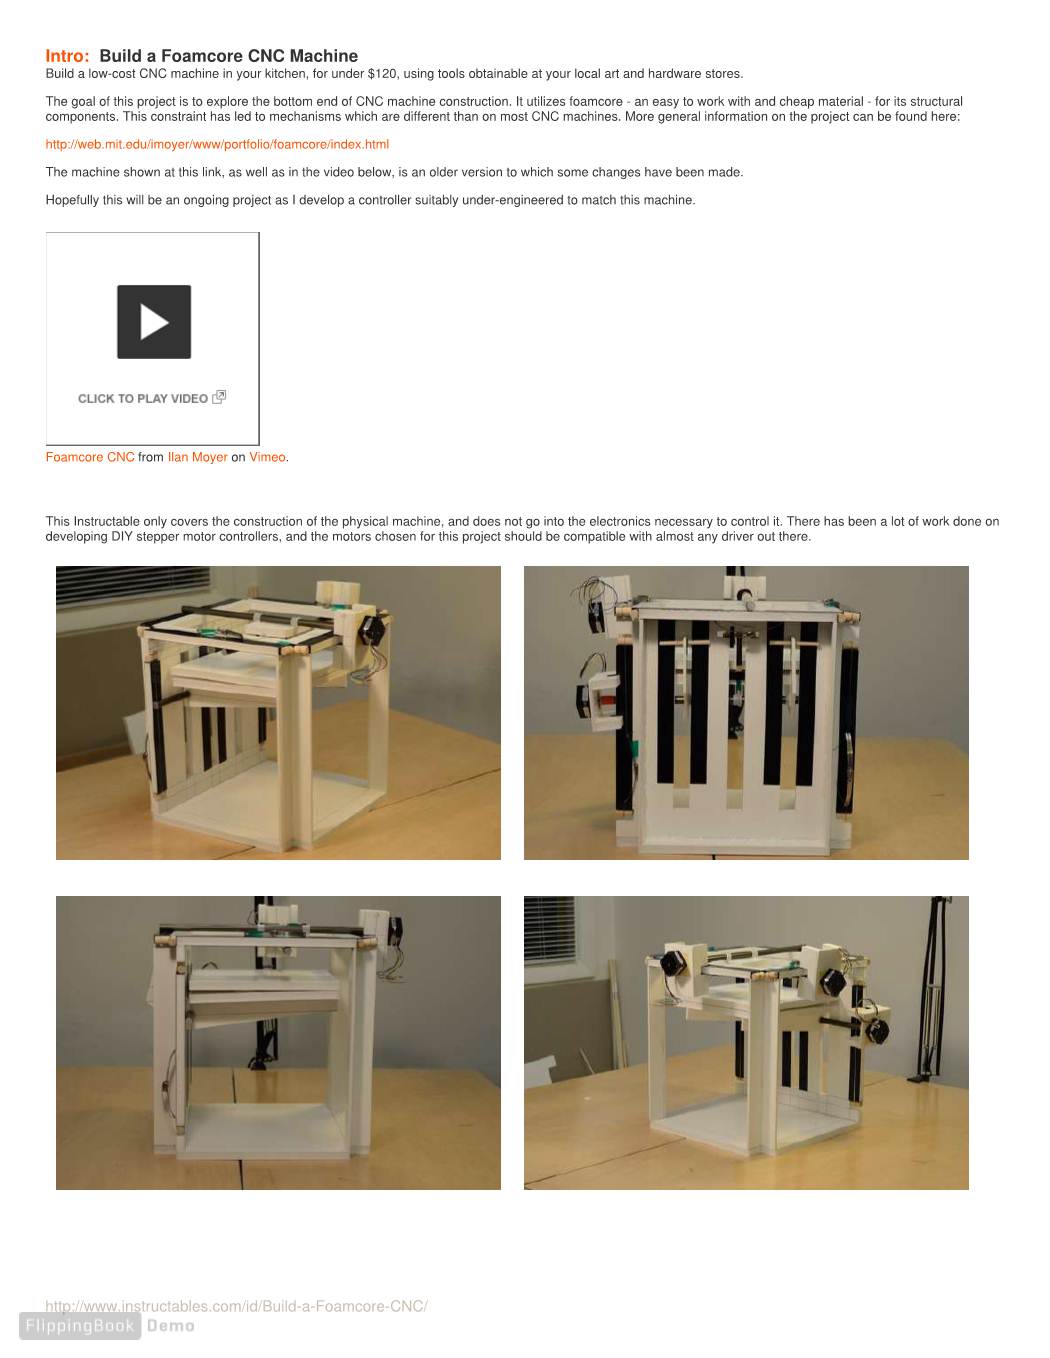 Intro: Build a Foamcore CNC Machine
Build a low-cost CNC machine in your kitchen, for under $120, using tools obtainable at your local art and hardware stores.
The goal of this project is to explore the bottom end of CNC machine construction. It utilizes foamcore - an easy to work with and cheap material - for its structural
components. This constraint has led to mechanisms which are different than on most CNC machines. More general information on the project can be found here:
http://web.mit.edu/imoyer/www/portfolio/foamcore/index.html
The machine shown at this link, as well as in the video below, is an older version to which some changes have been made.
Hopefully this will be an ongoing project as I develop a controller suitably under-engineered to match this machine.
CLICK TO PLAY VIDEO
Foamcore CNC from Ilan Moyer on Vimeo.
This Instructable only covers the construction of the physical machine, and does not go into the electronics necessary to control it. There has been a lot of work done on
developing DIY stepper motor controllers, and the motors chosen for this project should be compatible with almost any driver out there.
http://www.instructables.com/id/Build-a-Foamcore-CNC/
FlippingBook Demo